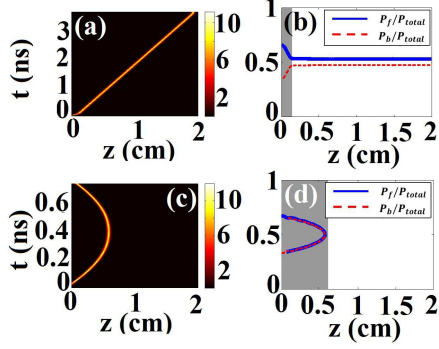 (a)
t (ns)
3
2
1
0
0 1 2
z (cm)
10
6
2
(b)
P_f/P_total
P_b/P_total
1
0.5
0
0 0.5 1 1.5 2
z (cm)
(c)
t (ns)
0.6
0.4
0.2
0
0 1 2
z (cm)
10
6
2
(d)
P_f/P_total
P_b/P_total
1
0.5
0
0 0.5 1 1.5 2
z (cm)